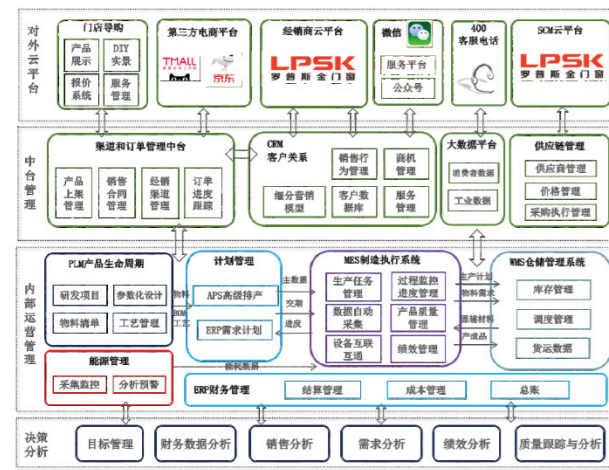 对外云平台
门店导购
产品展示
DIY实景
报价系统
服务管理
第三方电商平台
TMALL
京东
经销商云平台
LPSK
罗普斯金门窗
微信
服务平台
公众号
400
客服电话
SCM云平台
LPSK
罗普斯金门窗
中台管理
渠道和订单管理中台
产品上架管理
销售合同管理
经销渠道管理
订单进度跟踪
CRM
客户关系
销售行为管理
商机管理
细分营销模型
客户数据库
服务管理
大数据平台
消费者数据
工业数据
供应链管理
供应商管理
价格管理
采购执行管理
内部运营管理
PLM产品生命周期
研发项目
参数化设计
物料清单
工艺管理
物料
BOM
工艺
计划管理
APS高级排产
ERP需求计划
主数据
交期
进度
MES制造执行系统
生产任务管理
过程监控进度管理
数据自动采集
产品质量管理
设备互联互通
绩效管理
生产计划
物料需求
原辅材料
产成品
WMS仓储管理系统
库存管理
调度管理
货运数据
能源管理
采集监控
分析预警
能耗数据
ERP财务管理
结算管理
成本管理
总账
决策分析
目标管理
财务数据分析
销售分析
需求分析
绩效分析
质量跟踪与分析